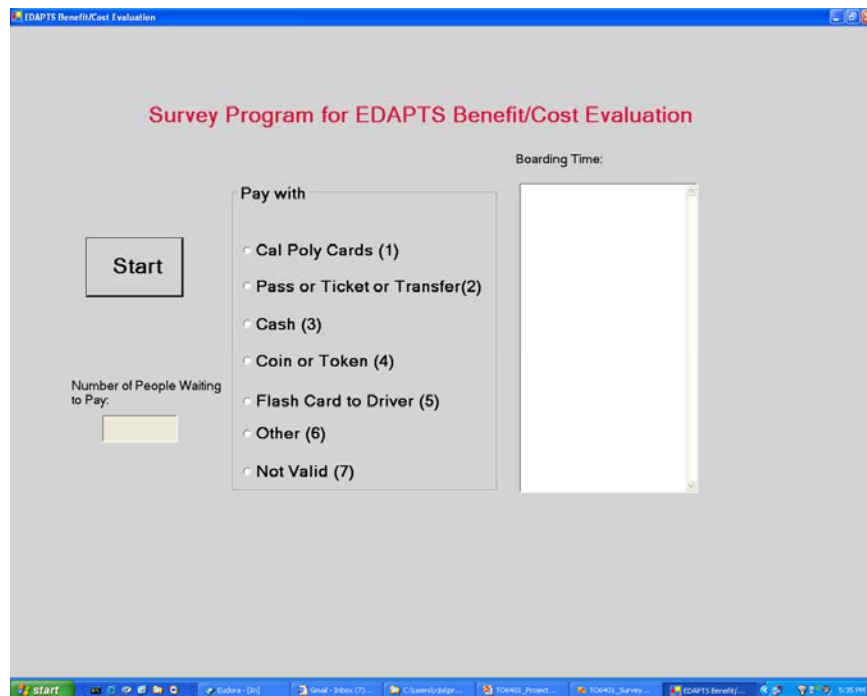 EDAPTS Benefit/Cost Evaluation
Survey Program for EDAPTS Benefit/Cost Evaluation
Boarding Time:
Pay with
Start
Cal Poly Cards (1)
Pass or Ticket or Transfer(2)
Cash (3)
Coin or Token (4)
Number of People Waiting
to Pay:
Flash Card to Driver (5)
Other (6)
Not Valid (7)
start
Eudora - [In]
Gmail - Inbox (7)...
TO6401_Project...
TO6401_Survey...
EDAPTS Benefit/...
5:35 PM